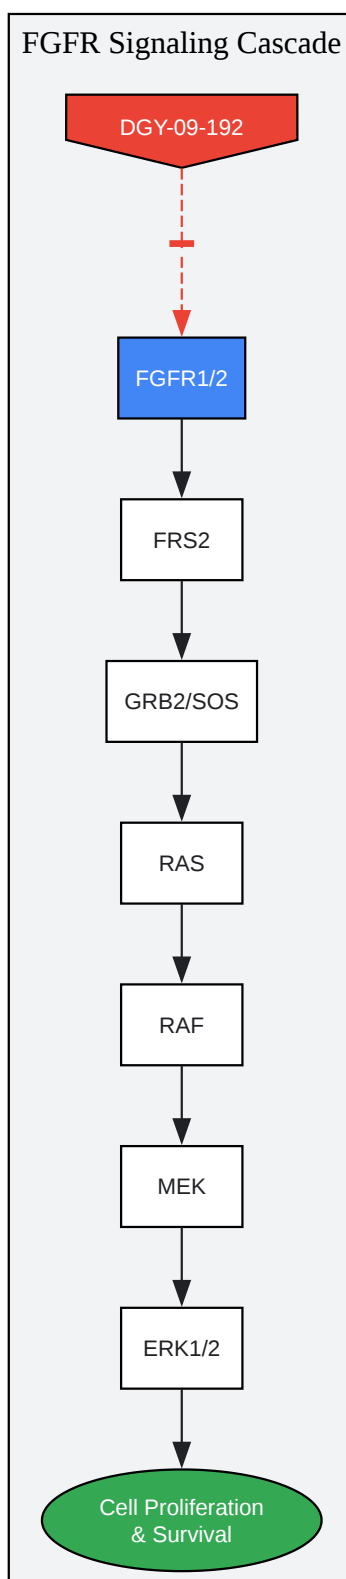 FGFR Signaling Cascade
DGY-09-192
FGFR1/2
FRS2
GRB2/SOS
RAS
RAF
MEK
ERK1/2
Cell Proliferation
& Survival